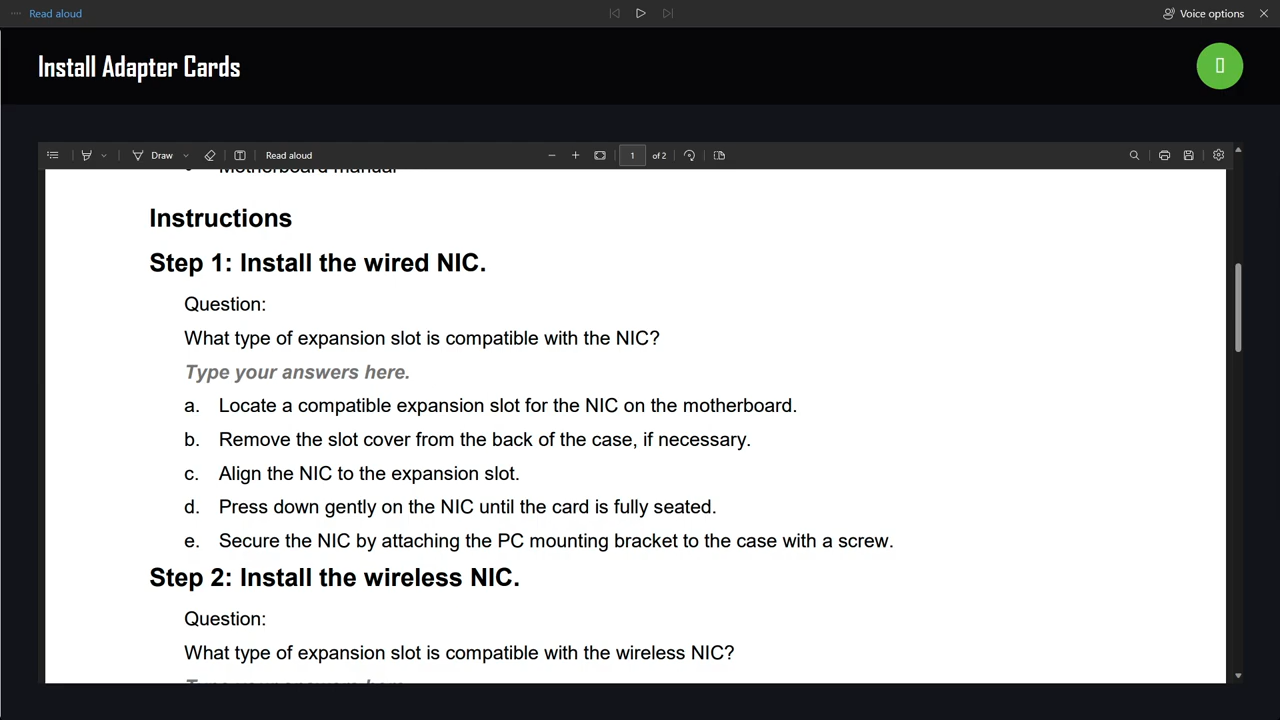 Read aloud
Voice options
Install Adapter Cards
Draw
Read aloud
1 of 2
Motherboard manual
Instructions
Step 1: Install the wired NIC.
Question:
What type of expansion slot is compatible with the NIC?
Type your answers here.
a. Locate a compatible expansion slot for the NIC on the motherboard.
b. Remove the slot cover from the back of the case, if necessary.
c. Align the NIC to the expansion slot.
d. Press down gently on the NIC until the card is fully seated.
e. Secure the NIC by attaching the PC mounting bracket to the case with a screw.
Step 2: Install the wireless NIC.
Question:
What type of expansion slot is compatible with the wireless NIC?